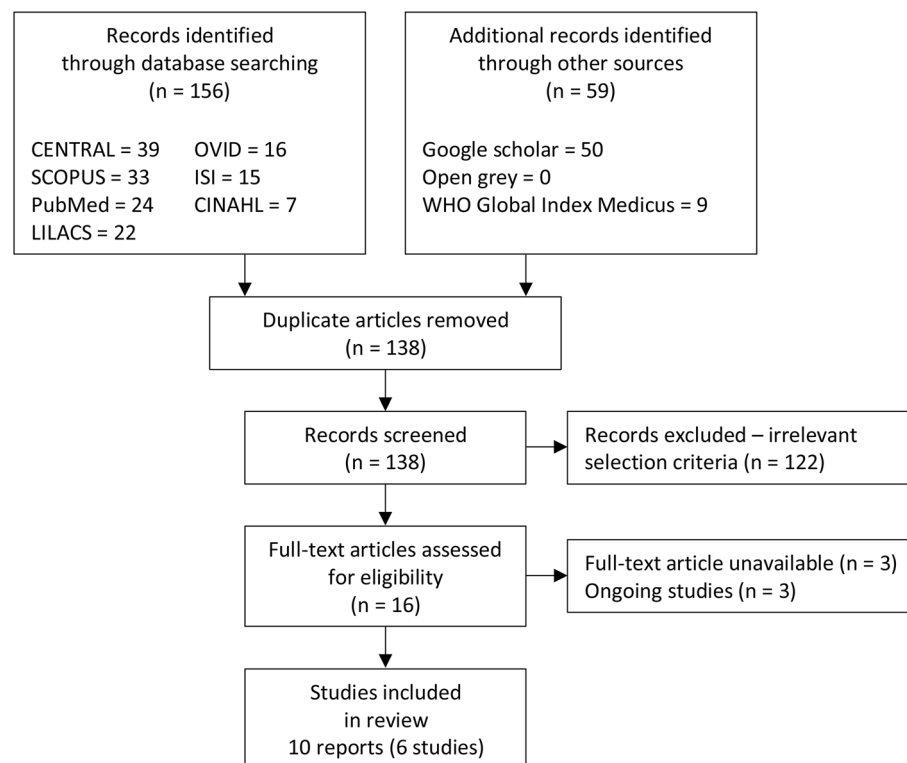 Records identified
through database searching
(n = 156)
CENTRAL = 39
SCOPUS = 33
PubMed = 24
LILACS = 22
OVID = 16
ISI = 15
CINAHL = 7
Additional records identified
through other sources
(n = 59)
Google scholar = 50
Open grey = 0
WHO Global Index Medicus = 9
Duplicate articles removed
(n = 138)
Records screened
(n = 138)
Records excluded – irrelevant
selection criteria (n = 122)
Full-text articles assessed
for eligibility
(n = 16)
Full-text article unavailable (n = 3)
Ongoing studies (n = 3)
Studies included
in review
10 reports (6 studies)